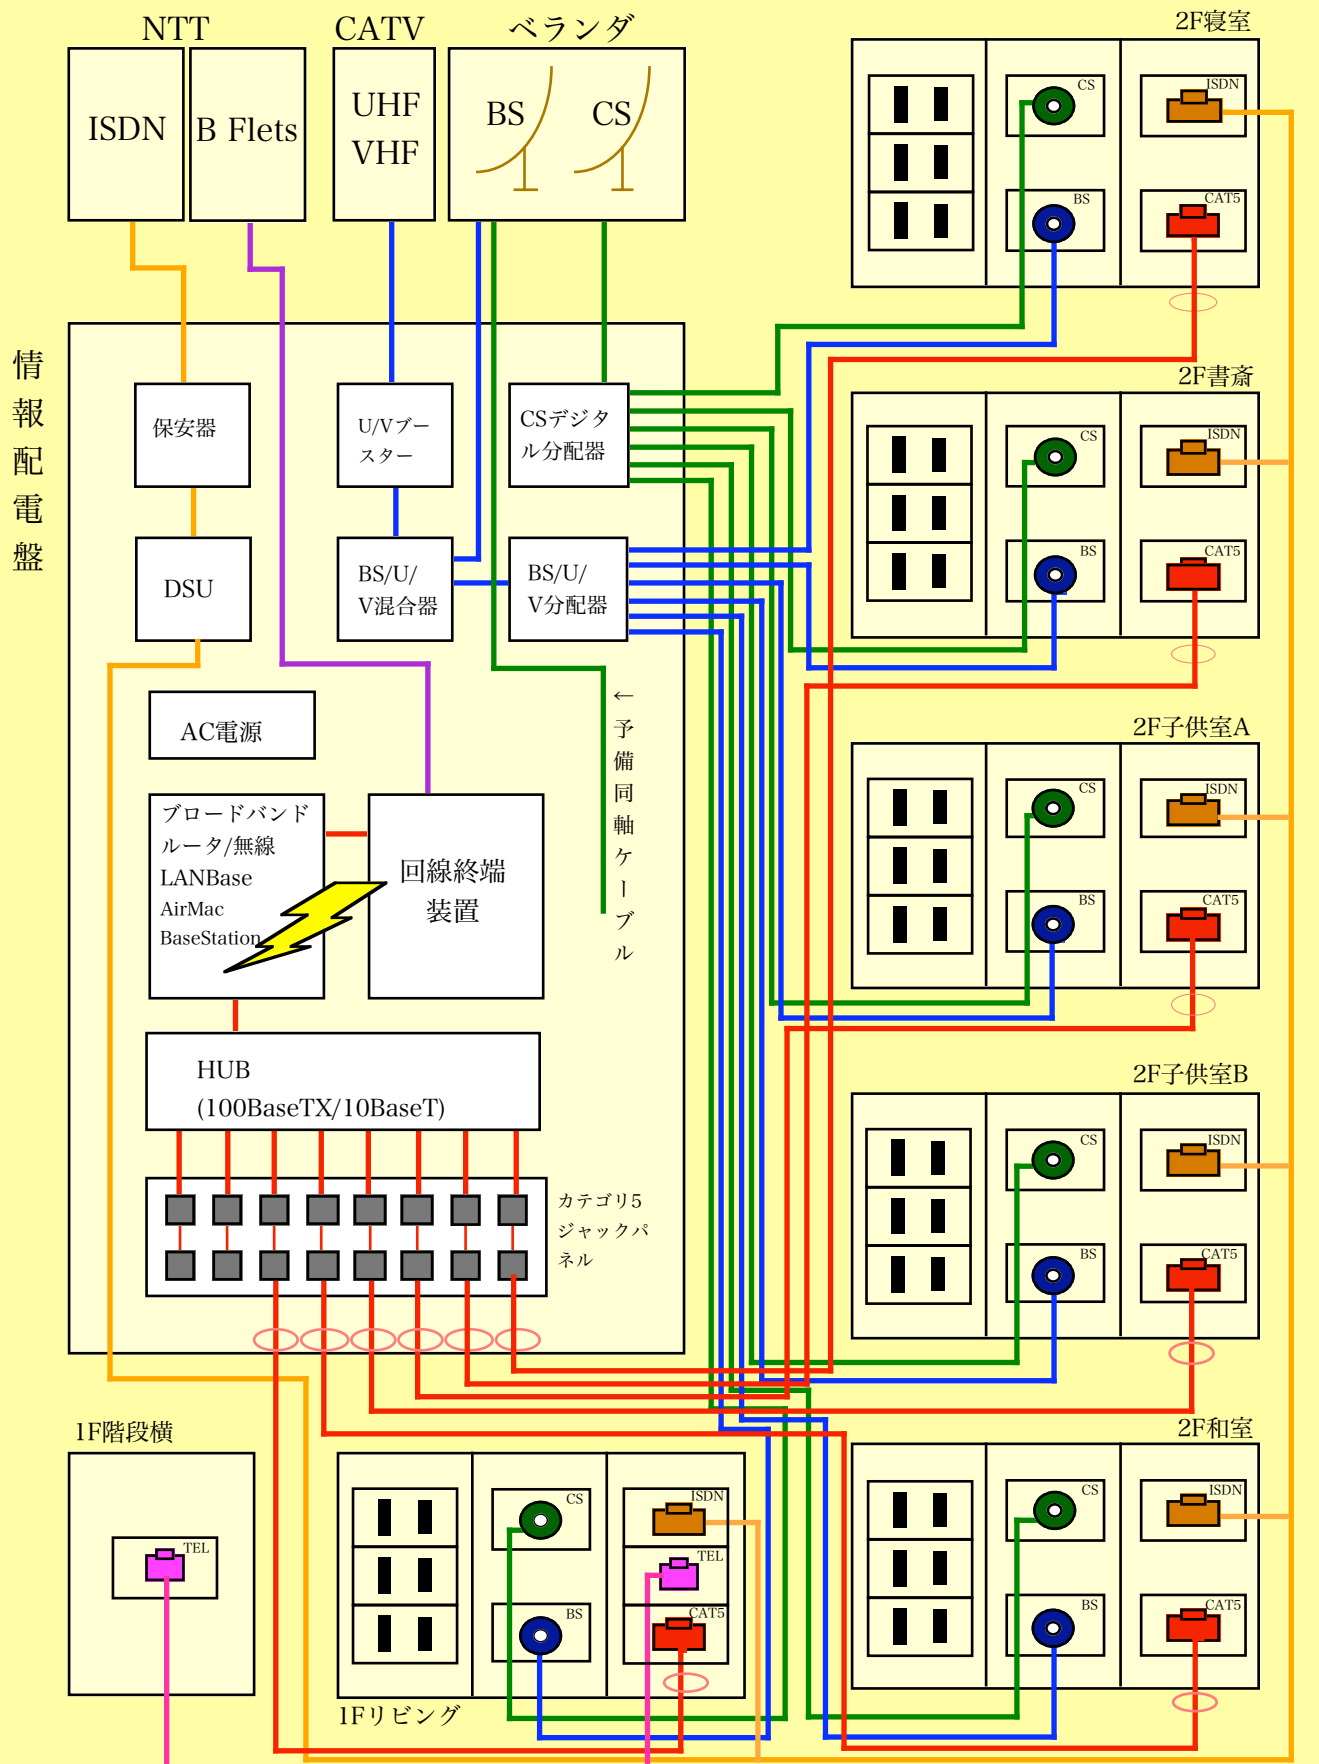 NTT
CATV
ベランダ
ISDN
B Flets
UHF
VHF
BS
CS
情報配電盤
保安器
U/Vブー
スター
CSデジタ
ル分配器
DSU
BS/U/
V混合器
BS/U/
V分配器
AC電源
←予備同軸ケーブル
ブロードバンド
ルータ/無線
LANBase
AirMac
BaseStation
回線終端
装置
HUB
(100BaseTX/10BaseT)
カテゴリ5
ジャックパ
ネル
2F寝室
CS
ISDN
BS
CAT5
2F書斎
CS
ISDN
BS
CAT5
2F子供室A
CS
ISDN
BS
CAT5
2F子供室B
CS
ISDN
BS
CAT5
2F和室
CS
ISDN
BS
CAT5
1F階段横
TEL
CS
ISDN
TEL
BS
CAT5
1Fリビング